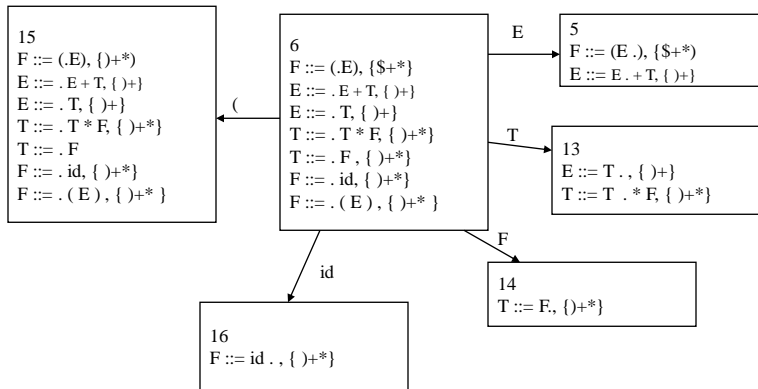 15
F ::= (.E), {)+*)
E ::= . E + T, { )+}
E ::= . T, { )+}
T ::= . T * F, { )+*}
T ::= . F
F ::= . id, { )+*}
F ::= . ( E ) , { )+* }
(
6
F ::= (.E), {$+*}
E ::= . E + T, { )+}
E ::= . T, { )+}
T ::= . T * F, { )+*}
T ::= . F , { )+*}
F ::= . id, { )+*}
F ::= . ( E ) , { )+* }
E
5
F ::= (E .), {$+*)
E ::= E . + T, { )+}
T
13
E ::= T . , { )+}
T ::= T . * F, { )+*}
F
14
T ::= F., {)+*}
id
16
F ::= id . , { )+*}